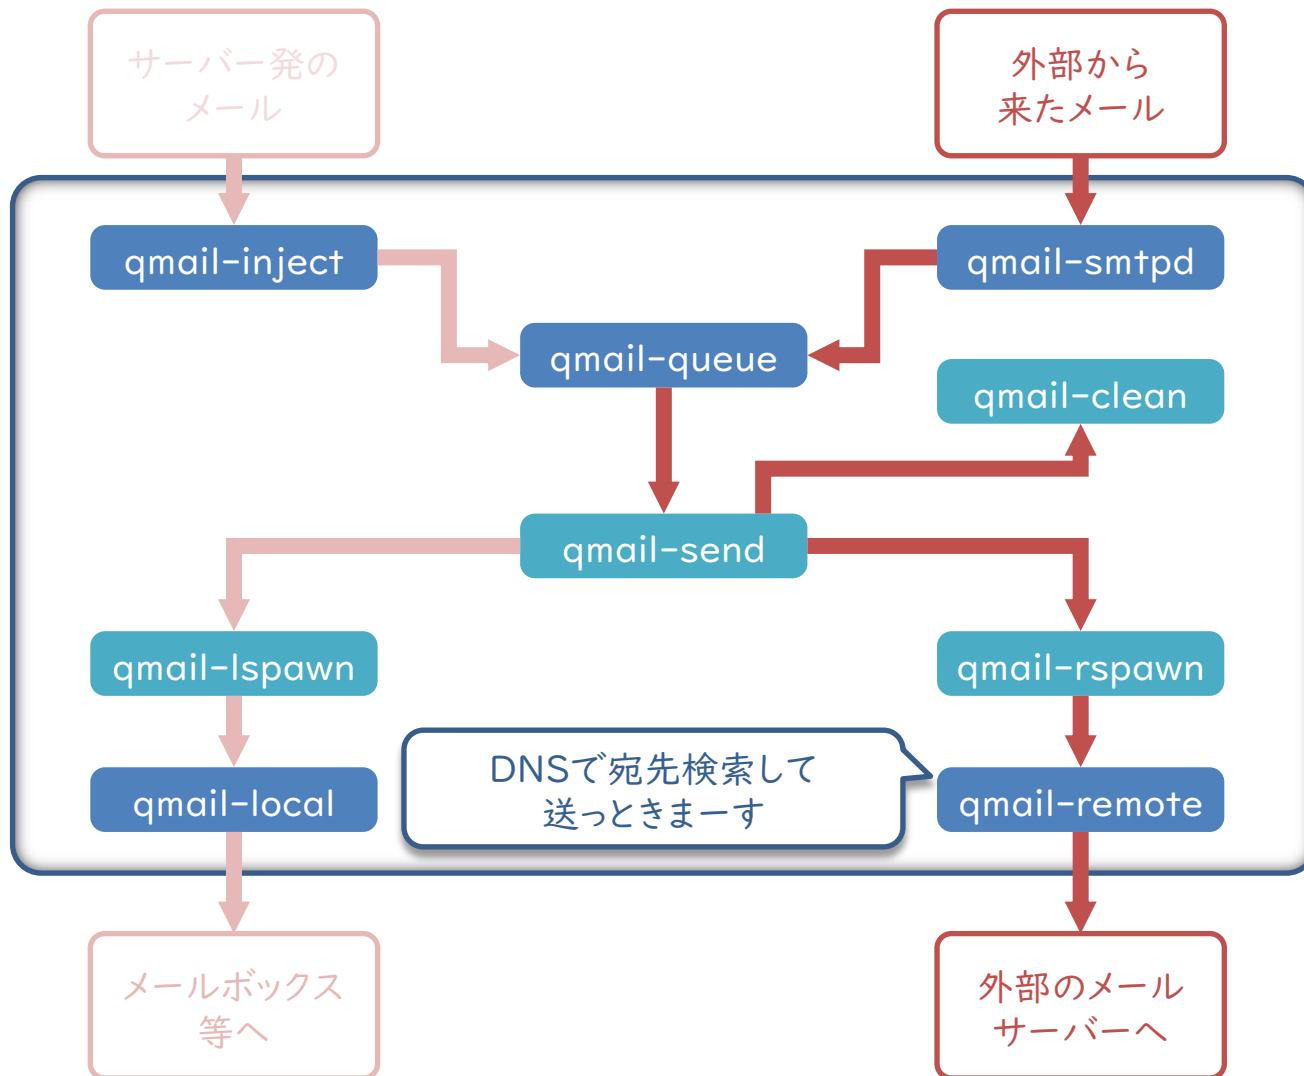 サーバー発の
メール
外部から
来たメール
qmail-inject
qmail-smtpd
qmail-queue
qmail-clean
qmail-send
qmail-lspawn
qmail-rspawn
DNSで宛先検索して
送っときまーす
qmail-local
qmail-remote
メールボックス
等へ
外部のメール
サーバーへ